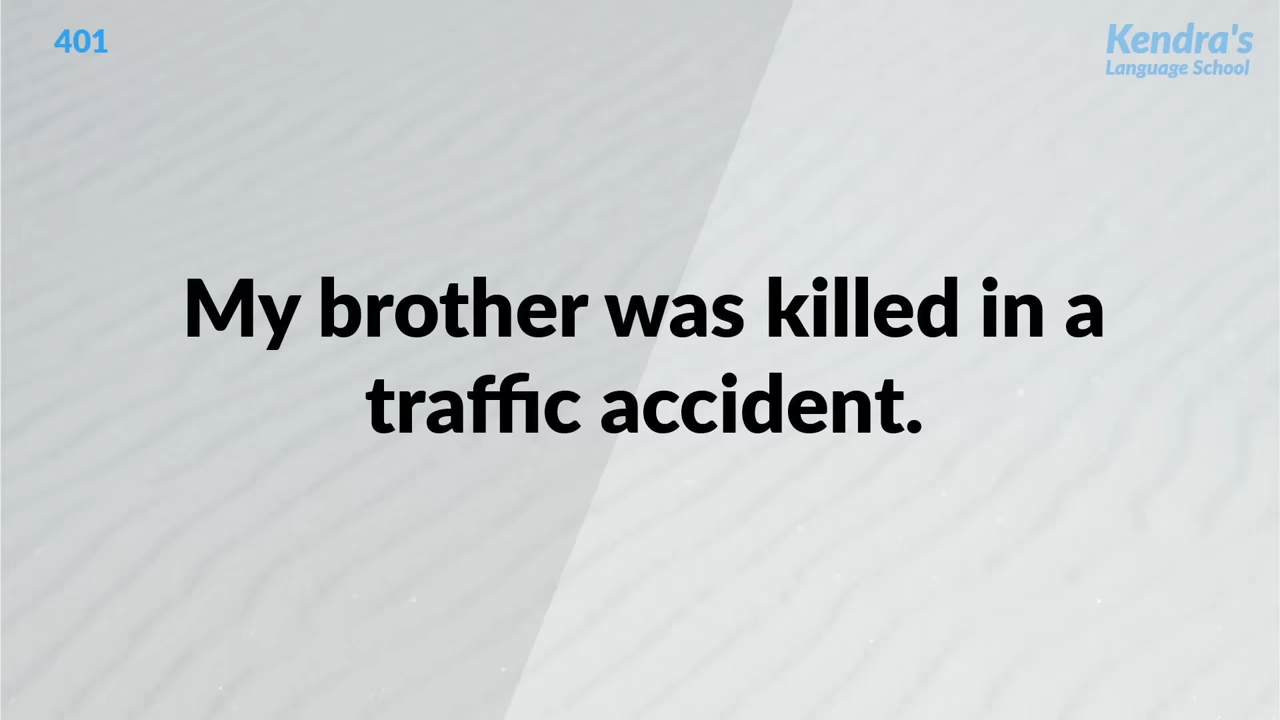 401
Kendra's
Language School
My brother was killed in a
traffic accident.